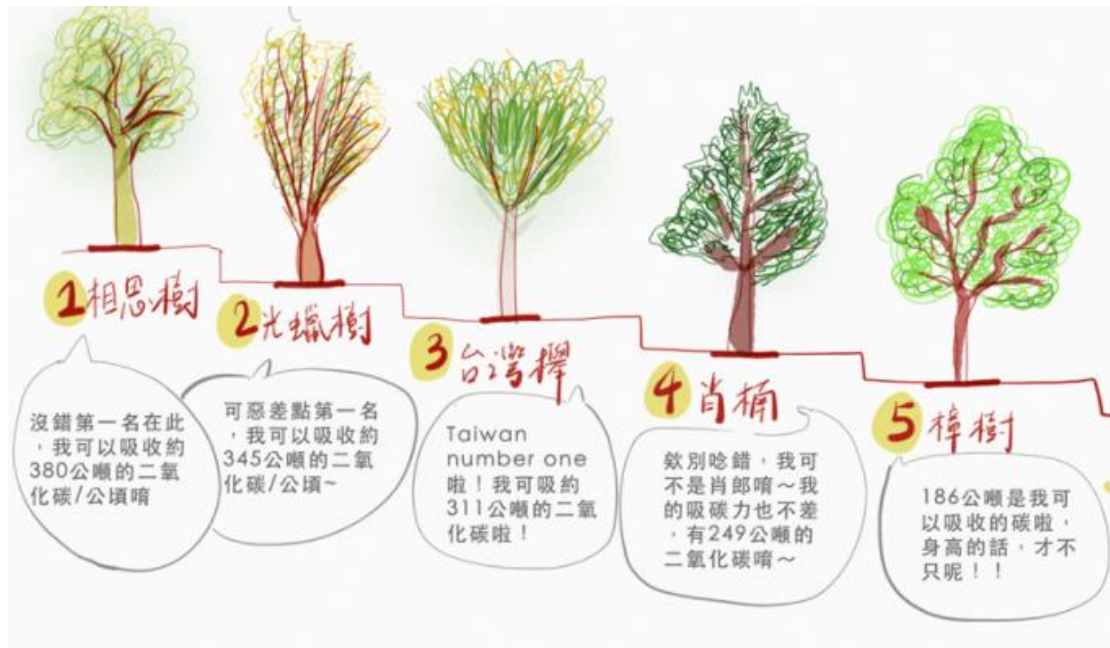 1 相思樹
沒錯第一名在此
，我可以吸收約
380公噸的二氧
化碳/公頃唷
2 光蠟樹
可惡差點第一名
，我可以吸收約
345公噸的二氧
化碳/公頃~
3 台灣櫸
Taiwan
number one
啦！我可吸約
311公噸的二氧
化碳啦！
4 肖楠
欸別唸錯，我可
不是肖郎唷～我
的吸碳力也不差
，有249公噸的
二氧化碳唷～
5 樟樹
186公噸是我可
以吸收的碳啦，
身高的話，才不
只呢！！